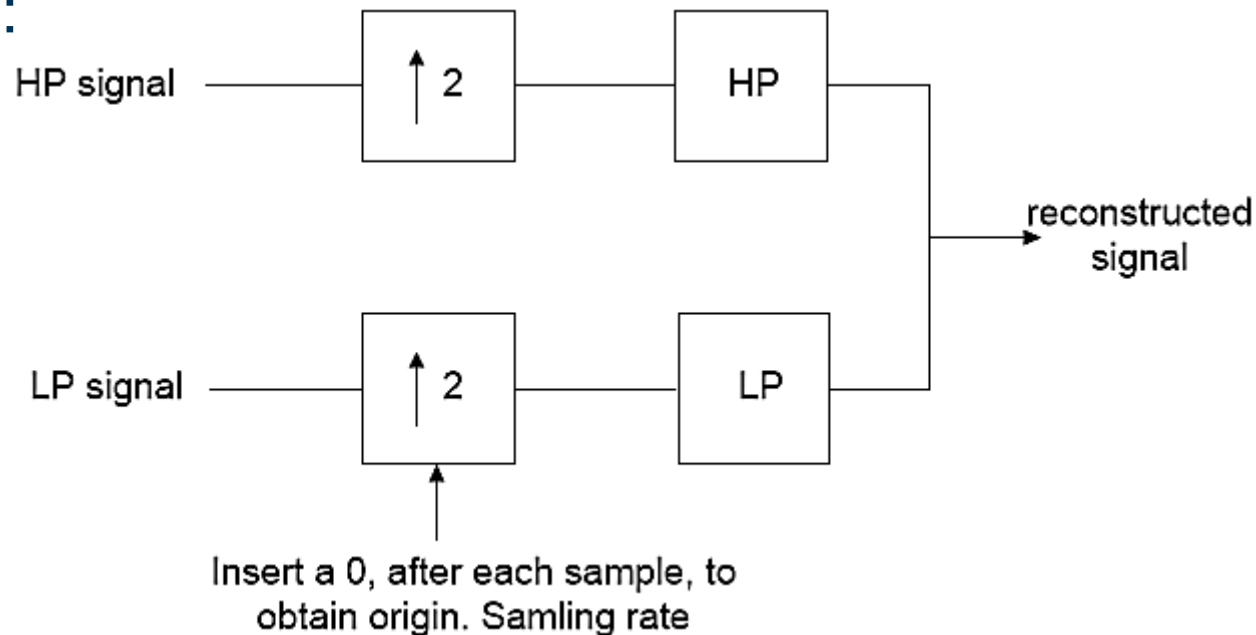 HP signal
2
HP
reconstructed
signal
LP signal
2
LP
Insert a 0, after each sample, to
obtain origin. Samling rate